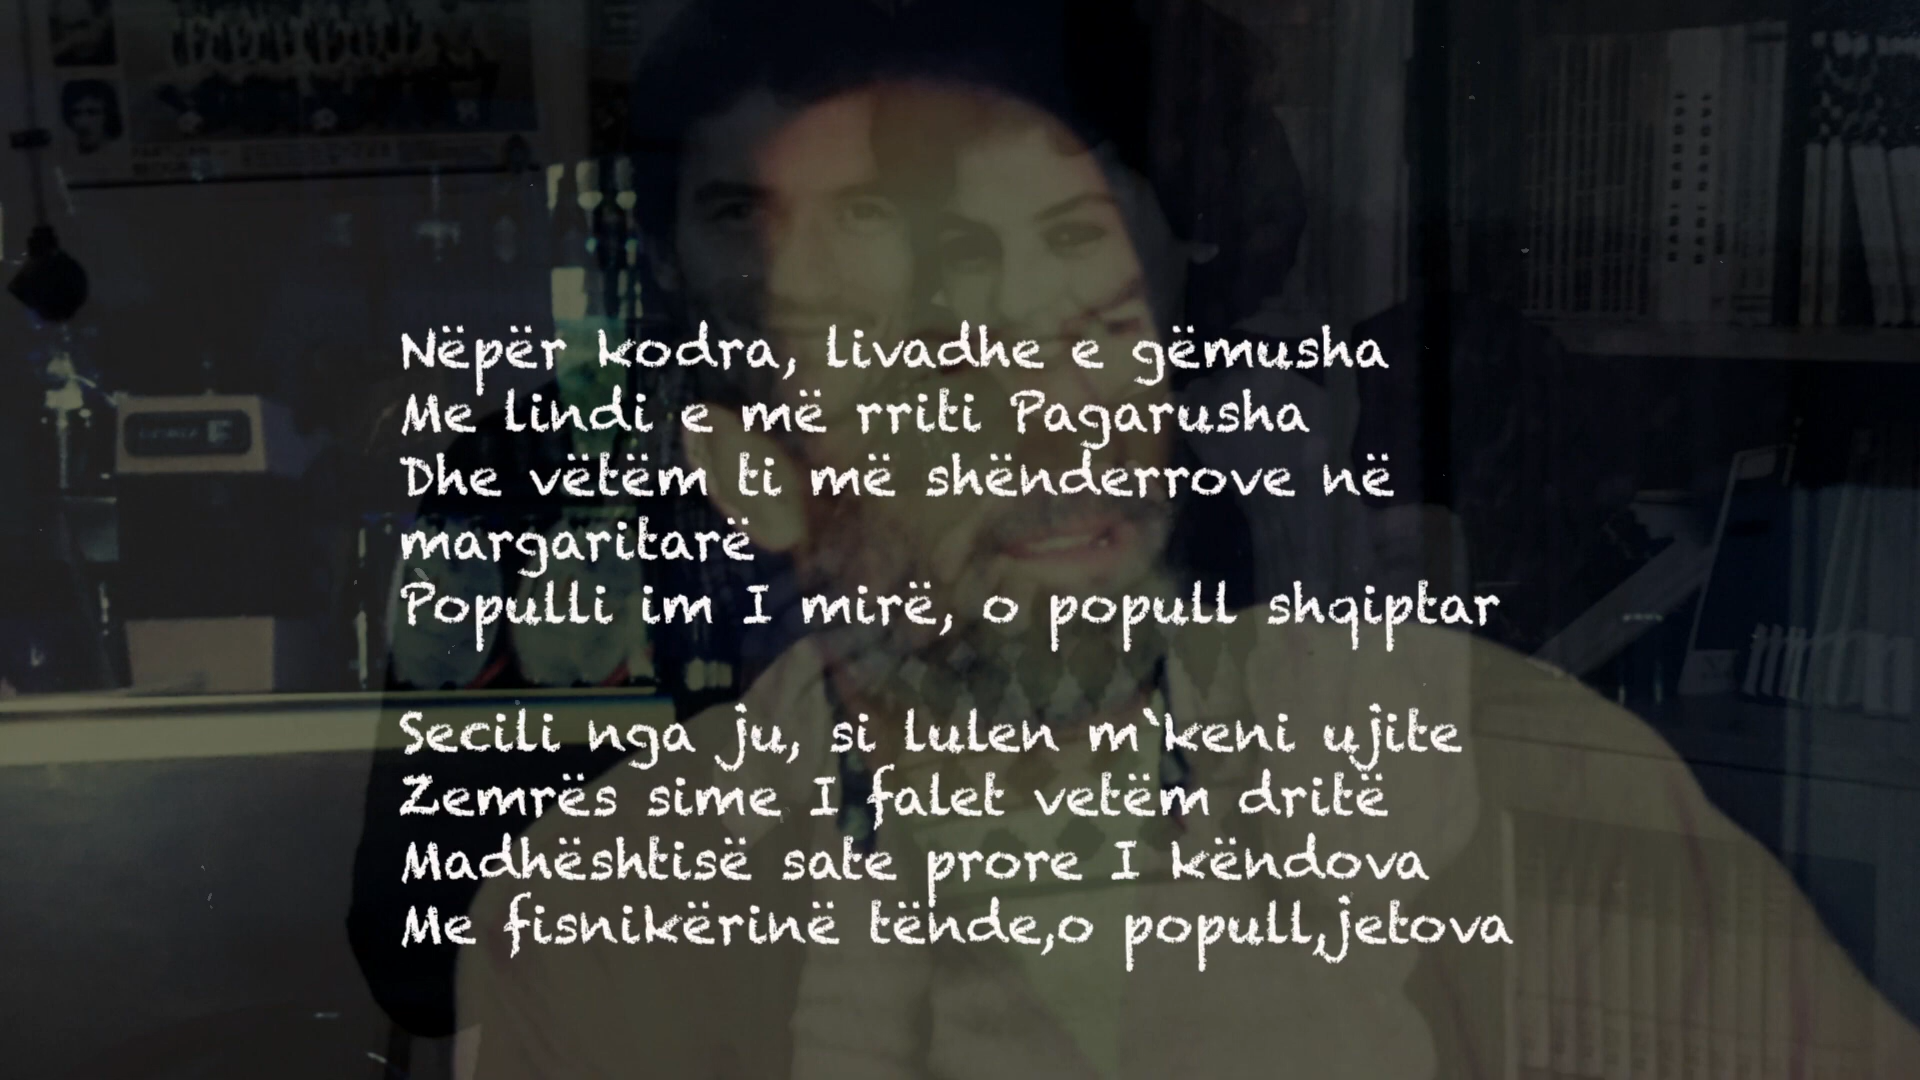 Nëpër kodra, livadhe e gëmusha
Me lindi e më rriti Pagarusha
Dhe vëtëm ti më shënderrove në
margaritarë
Populli im I mirë, o popull shqiptar
Secili nga ju, si lulen m`keni ujite
Zemrës sime I falet vetëm dritë
Madhështisë sate prore I këndova
Me fisnikërinë tënde,o popull,jetova